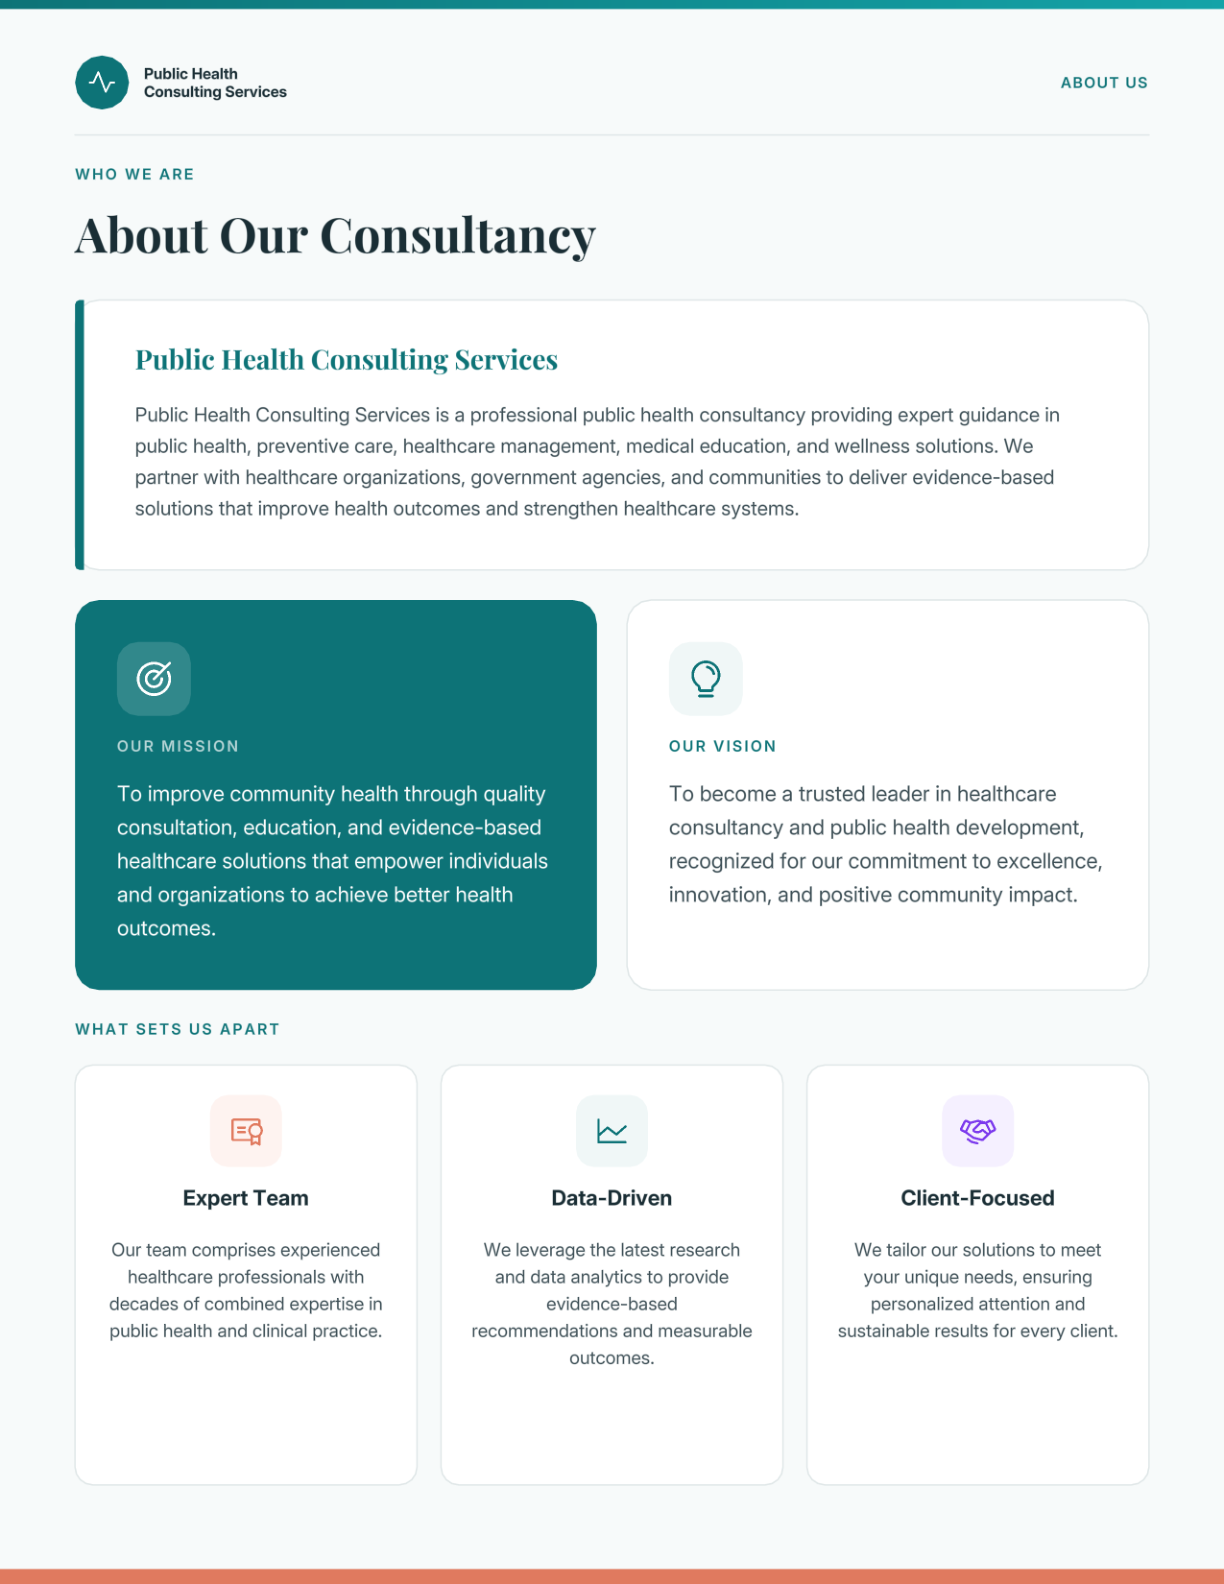 Public Health
Consulting Services
ABOUT US
WHO WE ARE
About Our Consultancy
Public Health Consulting Services
Public Health Consulting Services is a professional public health consultancy providing expert guidance in
public health, preventive care, healthcare management, medical education, and wellness solutions. We
partner with healthcare organizations, government agencies, and communities to deliver evidence-based
solutions that improve health outcomes and strengthen healthcare systems.
OUR MISSION
To improve community health through quality
consultation, education, and evidence-based
healthcare solutions that empower individuals
and organizations to achieve better health
outcomes.
OUR VISION
To become a trusted leader in healthcare
consultancy and public health development,
recognized for our commitment to excellence,
innovation, and positive community impact.
WHAT SETS US APART
Expert Team
Our team comprises experienced
healthcare professionals with
decades of combined expertise in
public health and clinical practice.
Data-Driven
We leverage the latest research
and data analytics to provide
evidence-based
recommendations and measurable
outcomes.
Client-Focused
We tailor our solutions to meet
your unique needs, ensuring
personalized attention and
sustainable results for every client.